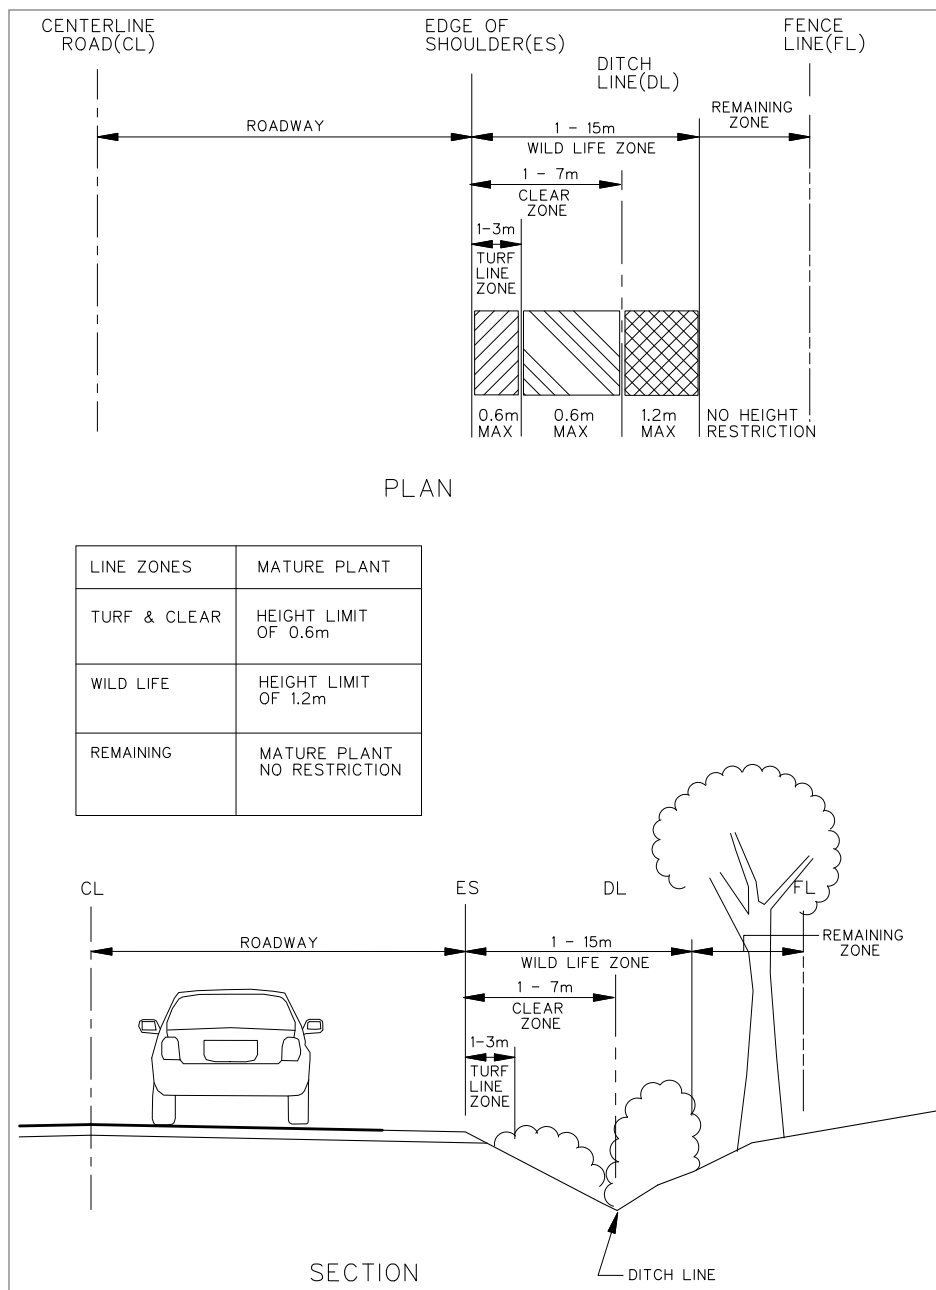 CENTERLINE
ROAD(CL)
EDGE OF
SHOULDER(ES)
FENCE
LINE(FL)
DITCH
LINE(DL)
ROADWAY
1 - 15m
WILD LIFE ZONE
REMAINING
ZONE
1 - 7m
CLEAR
ZONE
1-3m
TURF
LINE
ZONE
0.6m
MAX
0.6m
MAX
1.2m
MAX
NO HEIGHT
RESTRICTION
PLAN
LINE ZONES
MATURE PLANT
TURF & CLEAR
HEIGHT LIMIT
OF 0.6m
WILD LIFE
HEIGHT LIMIT
OF 1.2m
REMAINING
MATURE PLANT
NO RESTRICTION
CL
ES
DL
FL
ROADWAY
1 - 15m
WILD LIFE ZONE
REMAINING
ZONE
1 - 7m
CLEAR
ZONE
1-3m
TURF
LINE
ZONE
SECTION
DITCH LINE